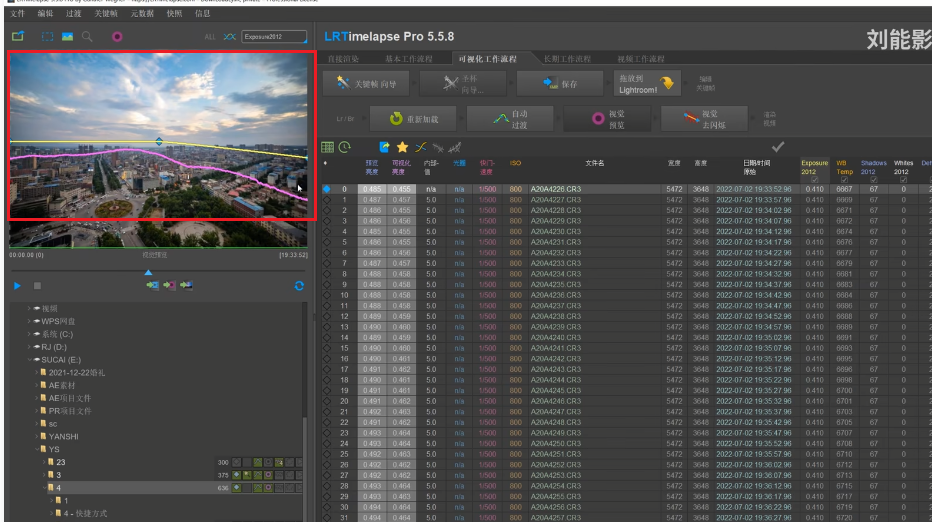 文件 编辑 过渡 关键帧 元数据 快照 信息
ALL Exposure2012
LRTimelapse Pro 5.5.8
刘能影
直接渲染 基本工作流程 可视化工作流程 长期工作流程 视频工作流程
关键帧 向导 圣杯 向导... 保存 拖放到 Lightroom! 编辑 关键帧
Li / Br 重新加载 自动 过渡 视觉 预览 视觉 去闪烁 渲染 视频
预览 亮度 可视化 亮度 内部- 值 光圈 快门- 速度 ISO 文件名 宽度 高度 日期/时间 原始 Exposure 2012 WB Temp Shadows 2012 Whites 2012 Def
0 0.485 0.455 n/a n/a 1/500 800 A20A4226.CR3 5472 3648 2022-07-02 19:33:52.96 0.410 6667 67 0
1 0.487 0.457 5.0 n/a 1/500 800 A20A4227.CR3 5472 3648 2022-07-02 19:33:57.96 0.410 6669 67 0
2 0.486 0.455 5.0 n/a 1/500 800 A20A4228.CR3 5472 3648 2022-07-02 19:34:02.96 0.410 6671 67 0
3 0.486 0.456 5.0 n/a 1/500 800 A20A4229.CR3 5472 3648 2022-07-02 19:34:07.96 0.410 6672 67 0
4 0.485 0.455 5.0 n/a 1/500 800 A20A4230.CR3 5472 3648 2022-07-02 19:34:12.96 0.410 6674 67 0
5 0.486 0.455 5.0 n/a 1/500 800 A20A4231.CR3 5472 3648 2022-07-02 19:34:17.96 0.410 6676 67 0
6 0.486 0.456 5.0 n/a 1/500 800 A20A4232.CR3 5472 3648 2022-07-02 19:34:22.96 0.410 6677 67 0
7 0.487 0.457 5.0 n/a 1/500 800 A20A4233.CR3 5472 3648 2022-07-02 19:34:27.96 0.410 6679 67 0
8 0.488 0.458 5.0 n/a 1/500 800 A20A4234.CR3 5472 3648 2022-07-02 19:34:32.96 0.410 6681 67 0
9 0.488 0.458 5.0 n/a 1/500 800 A20A4235.CR3 5472 3648 2022-07-02 19:34:37.96 0.410 6683 67 0
10 0.488 0.458 5.0 n/a 1/500 800 A20A4236.CR3 5472 3648 2022-07-02 19:34:42.96 0.410 6684 67 0
11 0.488 0.458 5.0 n/a 1/500 800 A20A4237.CR3 5472 3648 2022-07-02 19:34:47.96 0.410 6686 67 0
12 0.489 0.459 5.0 n/a 1/500 800 A20A4238.CR3 5472 3648 2022-07-02 19:34:52.96 0.410 6688 67 0
13 0.490 0.460 5.0 n/a 1/500 800 A20A4239.CR3 5472 3648 2022-07-02 19:34:57.96 0.410 6689 67 0
14 0.489 0.459 5.0 n/a 1/500 800 A20A4240.CR3 5472 3648 2022-07-02 19:35:02.96 0.410 6691 67 0
15 0.490 0.460 5.0 n/a 1/500 800 A20A4241.CR3 5472 3648 2022-07-02 19:35:07.96 0.410 6693 67 0
16 0.490 0.461 5.0 n/a 1/500 800 A20A4242.CR3 5472 3648 2022-07-02 19:35:12.96 0.410 6695 67 0
17 0.491 0.462 5.0 n/a 1/500 800 A20A4243.CR3 5472 3648 2022-07-02 19:35:17.96 0.410 6696 67 0
18 0.490 0.461 5.0 n/a 1/500 800 A20A4244.CR3 5472 3648 2022-07-02 19:35:22.96 0.410 6698 67 0
19 0.491 0.461 5.0 n/a 1/500 800 A20A4245.CR3 5472 3648 2022-07-02 19:35:27.96 0.410 6700 67 0
20 0.491 0.462 5.0 n/a 1/500 800 A20A4246.CR3 5472 3648 2022-07-02 19:35:32.96 0.410 6701 67 0
21 0.492 0.463 5.0 n/a 1/500 800 A20A4247.CR3 5472 3648 2022-07-02 19:35:37.96 0.410 6703 67 0
22 0.493 0.464 5.0 n/a 1/500 800 A20A4248.CR3 5472 3648 2022-07-02 19:35:42.96 0.410 6705 67 0
23 0.493 0.464 5.0 n/a 1/500 800 A20A4249.CR3 5472 3648 2022-07-02 19:35:47.96 0.410 6707 67 0
24 0.493 0.464 5.0 n/a 1/500 800 A20A4250.CR3 5472 3648 2022-07-02 19:35:52.96 0.410 6708 67 0
25 0.492 0.463 5.0 n/a 1/500 800 A20A4251.CR3 5472 3648 2022-07-02 19:35:57.96 0.410 6710 67 0
26 0.492 0.462 5.0 n/a 1/500 800 A20A4252.CR3 5472 3648 2022-07-02 19:36:02.96 0.410 6712 67 0
27 0.492 0.463 5.0 n/a 1/500 800 A20A4253.CR3 5472 3648 2022-07-02 19:36:07.96 0.410 6713 67 0
28 0.493 0.464 5.0 n/a 1/500 800 A20A4254.CR3 5472 3648 2022-07-02 19:36:12.96 0.410 6715 67 0
29 0.493 0.464 5.0 n/a 1/500 800 A20A4255.CR3 5472 3648 2022-07-02 19:36:17.96 0.410 6717 67 0
30 0.494 0.464 5.0 n/a 1/500 800 A20A4256.CR3 5472 3648 2022-07-02 19:36:22.96 0.410 6719 67 0
31 0.494 0.464 5.0 n/a 1/500 800 A20A4257.CR3 5472 3648 2022-07-02 19:36:27.96 0.410 6720 67 0
00:00:00 (0) 视觉预览 [19:33:52]
视频
WPS网盘
系统 (C:)
RJ (D:)
SUCAI (E:)
2021-12-22婚礼
AE素材
AE项目文件
PR项目文件
sc
YANSHI
YS
23 300
3 375
4 636
1
4 - 快捷方式